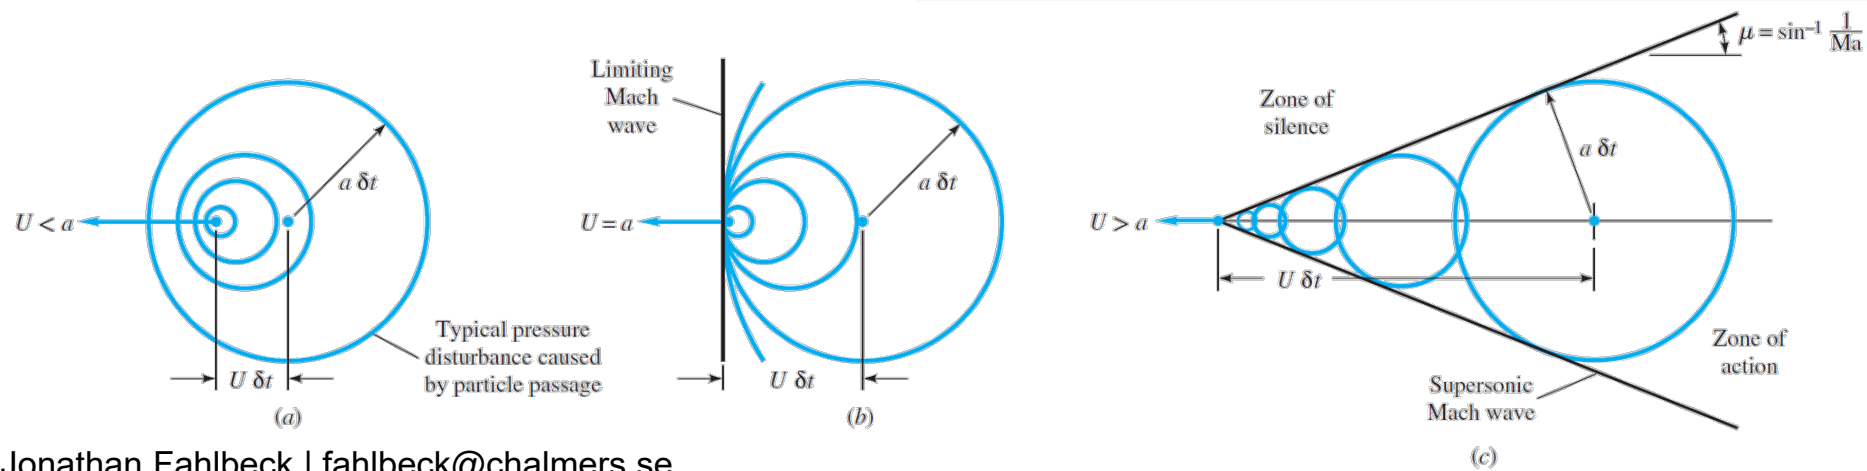 U < a
a δt
Typical pressure
disturbance caused
by particle passage
U δt
(a)
Limiting
Mach
wave
U = a
a δt
U δt
(b)
μ = sin⁻¹ 1/Ma
Zone of
silence
a δt
U > a
U δt
Zone of
action
Supersonic
Mach wave
(c)
Jonathan Fahlbeck | fahlbeck@chalmers.se